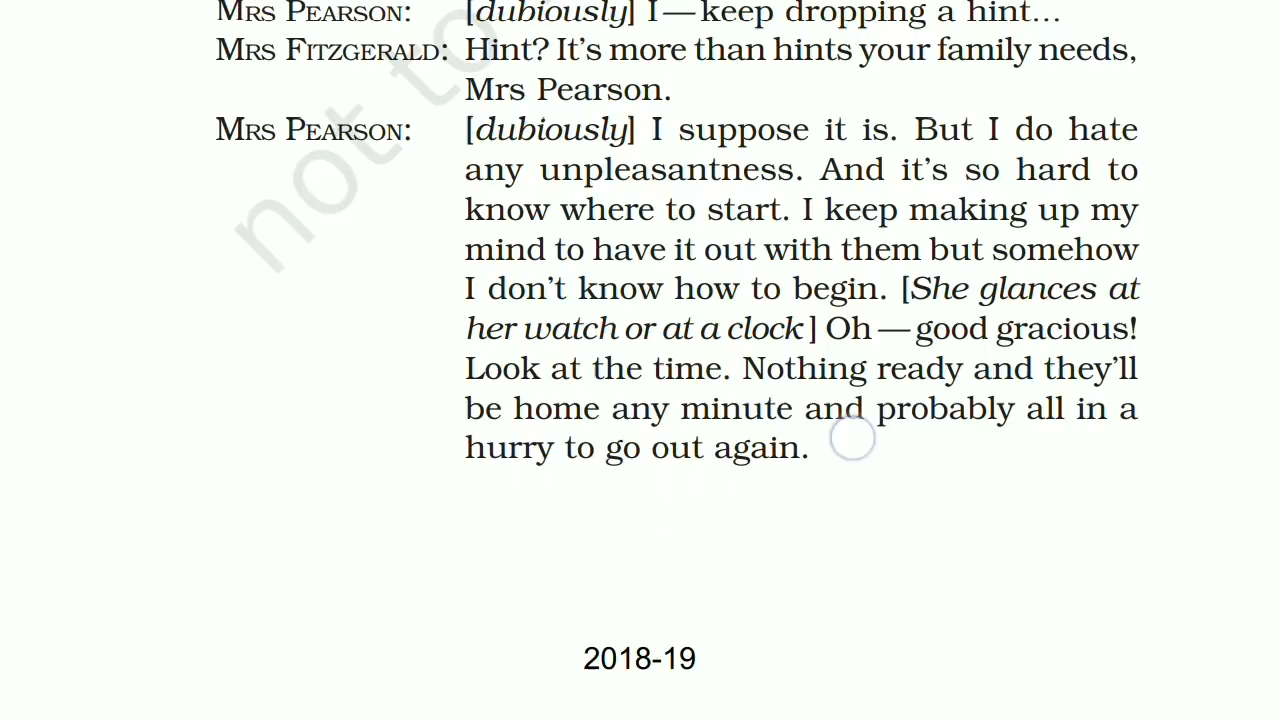 MRS PEARSON: [dubiously] I—keep dropping a hint...
MRS FITZGERALD: Hint? It's more than hints your family needs,
Mrs Pearson.
MRS PEARSON: [dubiously] I suppose it is. But I do hate
any unpleasantness. And it's so hard to
know where to start. I keep making up my
mind to have it out with them but somehow
I don't know how to begin. [She glances at
her watch or at a clock] Oh—good gracious!
Look at the time. Nothing ready and they'll
be home any minute and probably all in a
hurry to go out again.
not to
2018-19